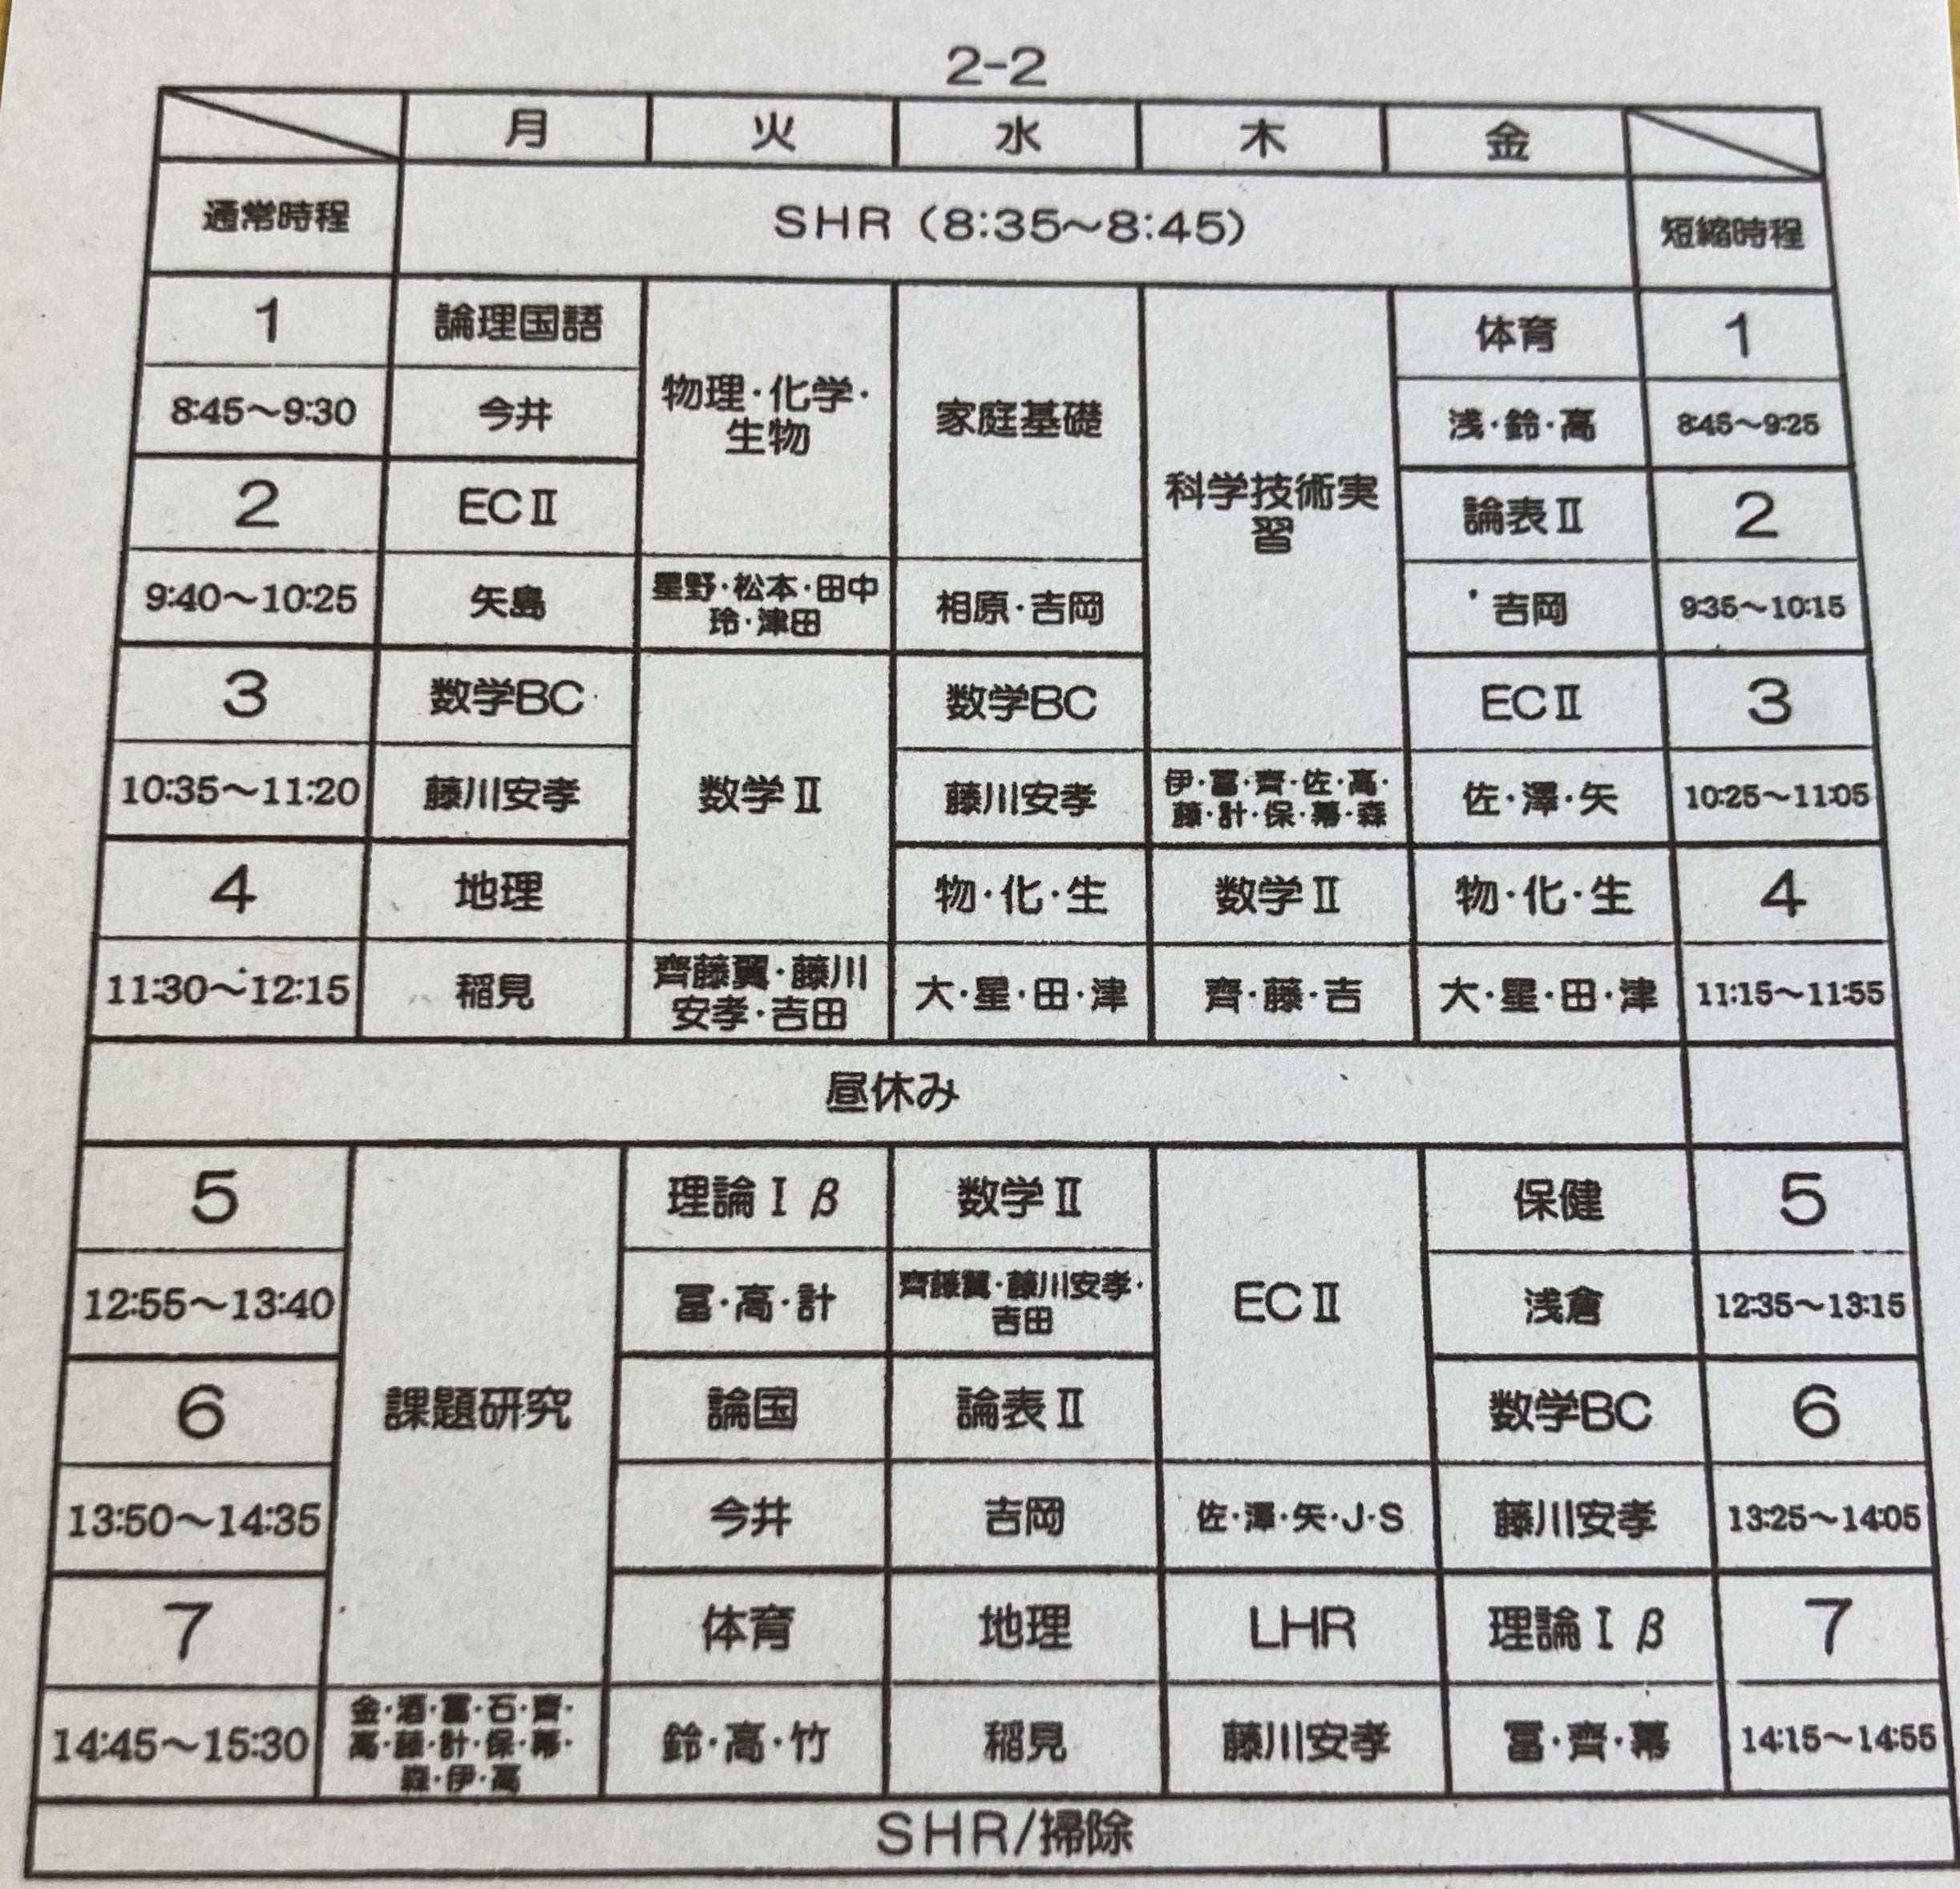 2-2
月 火 水 木 金
通常時程 SHR（8:35～8:45） 短縮時程
1 論理国語 物理・化学・ 家庭基礎 科学技術実 体育 1
生物 習
8:45～9:30 今井 浅・鈴・高 8:45～9:25
2 ECⅡ 論表Ⅱ 2
9:40～10:25 矢島 星野・松本・田中 相原・吉岡 吉岡 9:35～10:15
玲・津田
3 数学BC 数学Ⅱ 数学BC ECⅡ 3
10:35～11:20 藤川安孝 藤川安孝 伊・冨・齊・佐・高・ 佐・澤・矢 10:25～11:05
藤・計・保・幕・森
4 地理 物・化・生 数学Ⅱ 物・化・生 4
11:30～12:15 稲見 齊藤翼・藤川 大・星・田・津 齊・藤・吉 大・星・田・津 11:15～11:55
安孝・吉田
昼休み
5 課題研究 理論Ⅰβ 数学Ⅱ ECⅡ 保健 5
12:55～13:40 冨・高・計 齊藤翼・藤川安孝・ 浅倉 12:35～13:15
吉田
6 論国 論表Ⅱ 数学BC 6
13:50～14:35 今井 吉岡 佐・澤・矢・J・S 藤川安孝 13:25～14:05
7 体育 地理 LHR 理論Ⅰβ 7
14:45～15:30 金・酒・冨・石・齊・ 鈴・高・竹 稲見 藤川安孝 冨・齊・幕 14:15～14:55
高・藤・計・保・幕・
森・伊・高
SHR/掃除